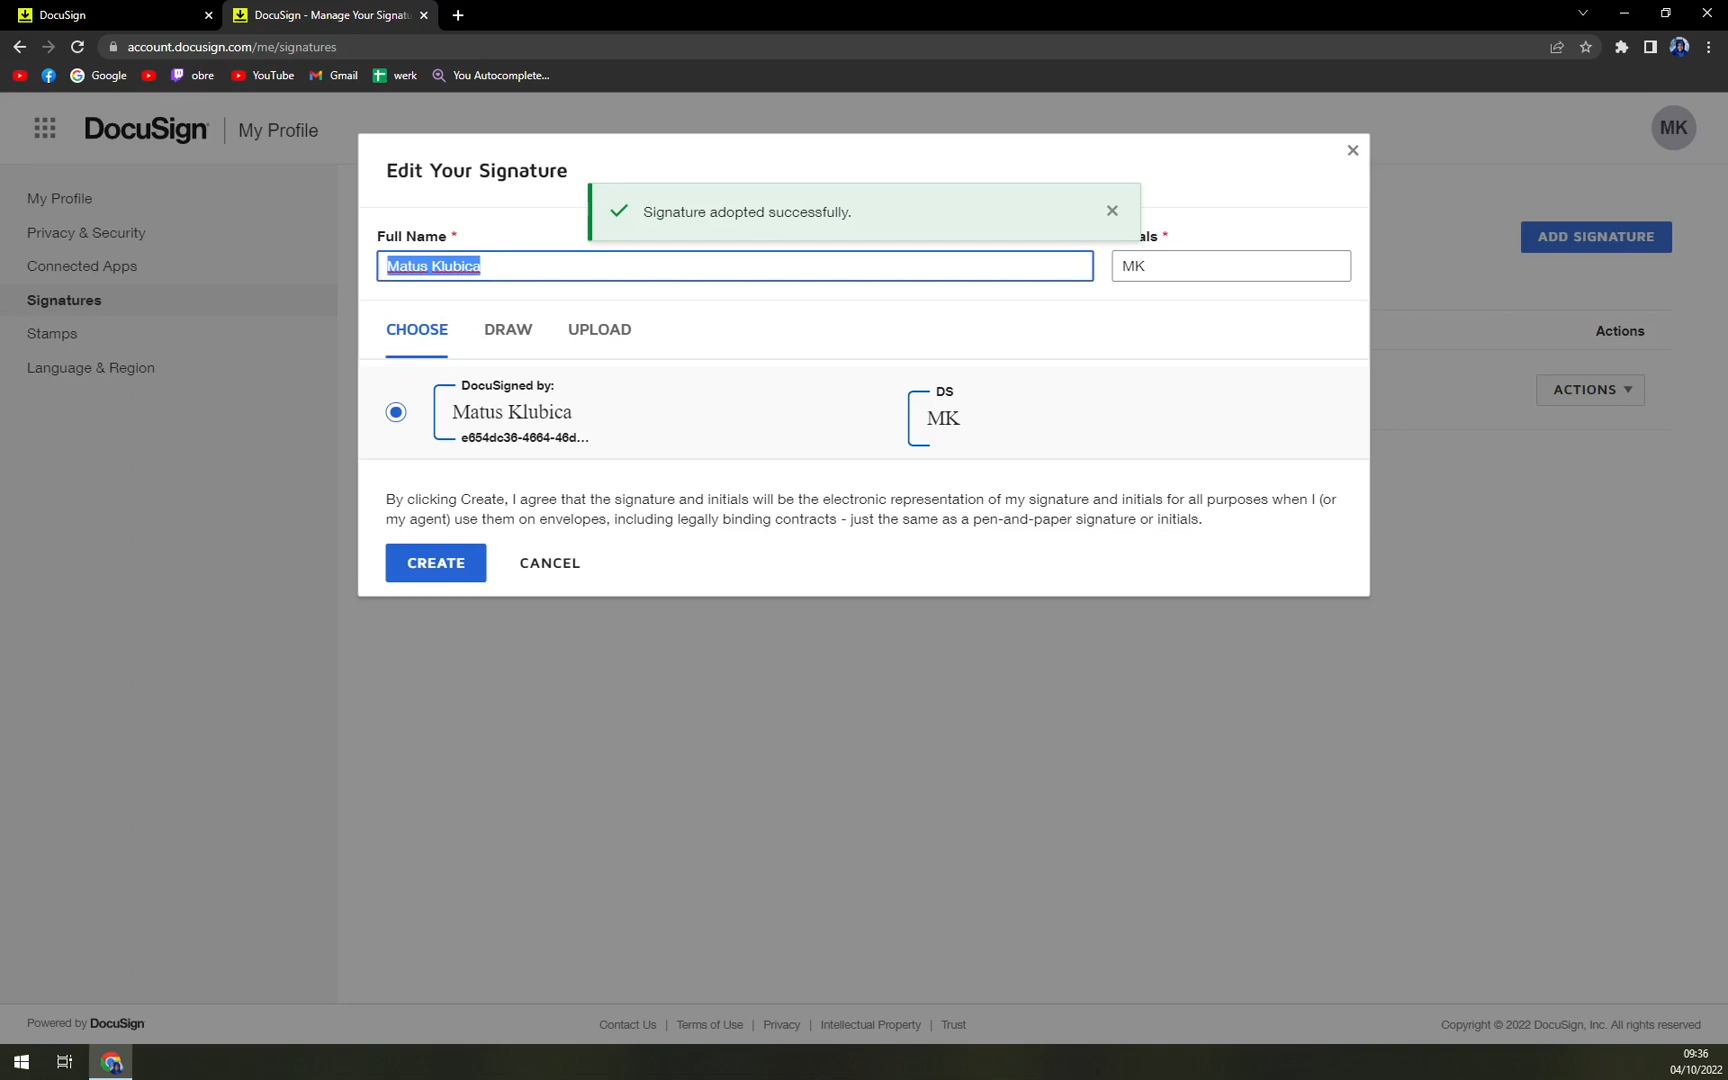 DocuSign
DocuSign - Manage Your Signatu
account.docusign.com/me/signatures
Google
obre
YouTube
Gmail
werk
You Autocomplete...
DocuSign
My Profile
MK
My Profile
Privacy & Security
Connected Apps
Signatures
Stamps
Language & Region
Edit Your Signature
Signature adopted successfully.
Full Name *
als *
Matus Klubica
MK
ADD SIGNATURE
CHOOSE
DRAW
UPLOAD
Actions
ACTIONS
DocuSigned by:
Matus Klubica
e654dc36-4664-46d...
DS
MK
By clicking Create, I agree that the signature and initials will be the electronic representation of my signature and initials for all purposes when I (or
my agent) use them on envelopes, including legally binding contracts - just the same as a pen-and-paper signature or initials.
CREATE
CANCEL
Powered by DocuSign
Contact Us | Terms of Use | Privacy | Intellectual Property | Trust
Copyright © 2022 DocuSign, Inc. All rights reserved
09:36
04/10/2022